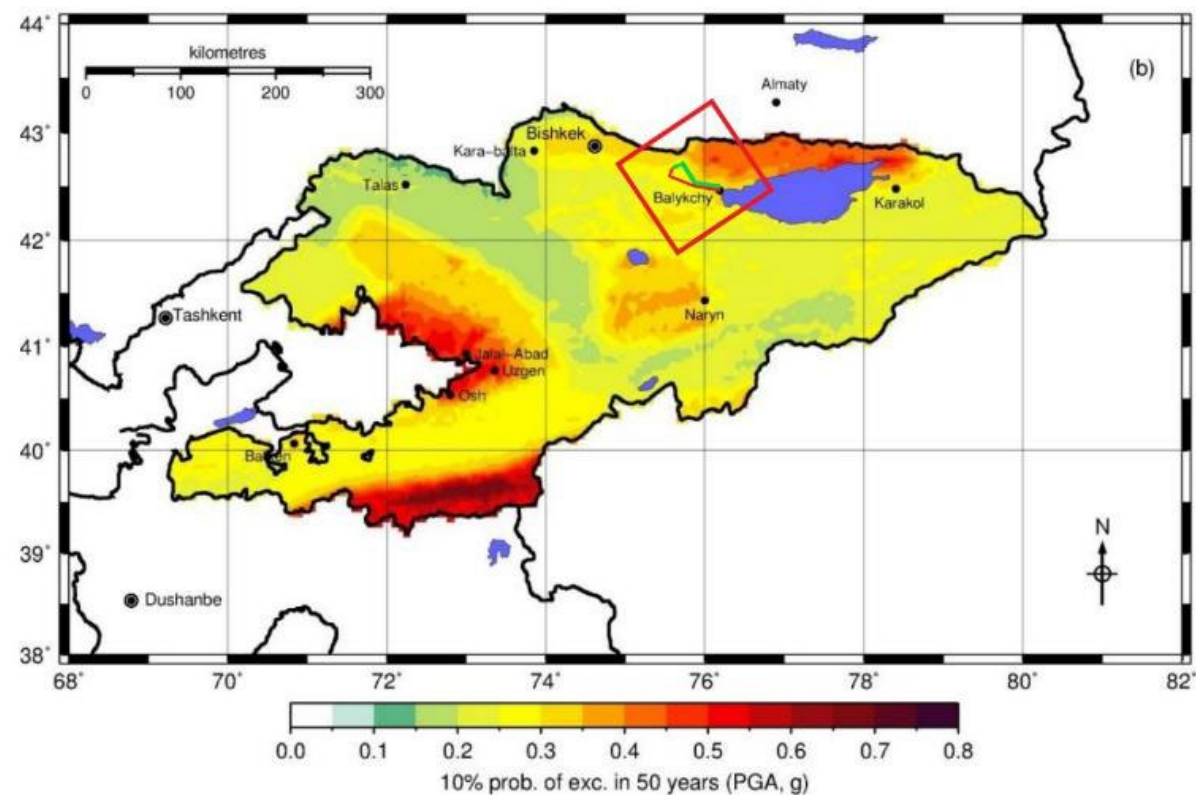 44°
kilometres
0 100 200 300
(b)
Almaty
43°
Bishkek
Kara-balta
Talas
Balykchy
Karakol
42°
Naryn
Tashkent
41°
Jalal-Abad
Uzgen
Osh
40°
39°
N
Dushanbe
38°
68° 70° 72° 74° 76° 78° 80° 82°
0.0 0.1 0.2 0.3 0.4 0.5 0.6 0.7 0.8
10% prob. of exc. in 50 years (PGA, g)